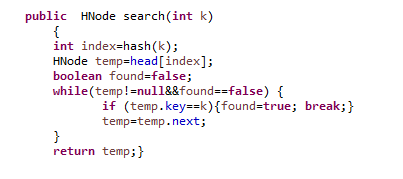 public  HNode search(int k)
{
int index=hash(k);
HNode temp=head[index];
boolean found=false;
while(temp!=null&&found==false) {
if (temp.key==k){found=true; break;}
temp=temp.next;
}
return temp;}